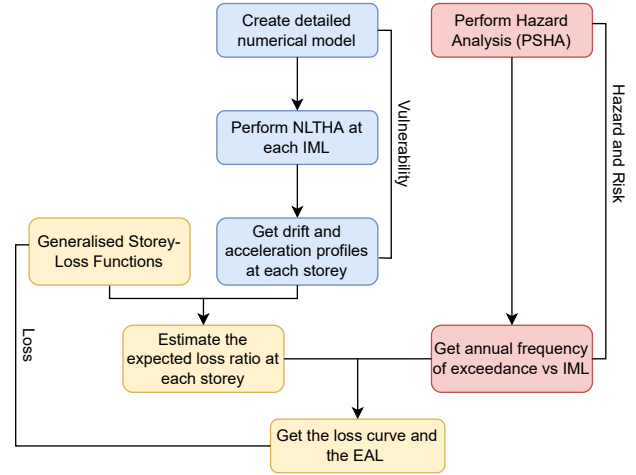 Create detailed
numerical model
Perform Hazard
Analysis (PSHA)
Vulnerability
Hazard and Risk
Perform NLTHA at
each IML
Generalised Storey-
Loss Functions
Get drift and
acceleration profiles
at each storey
Loss
Estimate the
expected loss ratio at
each storey
Get annual frequency
of exceedance vs IML
Get the loss curve and
the EAL